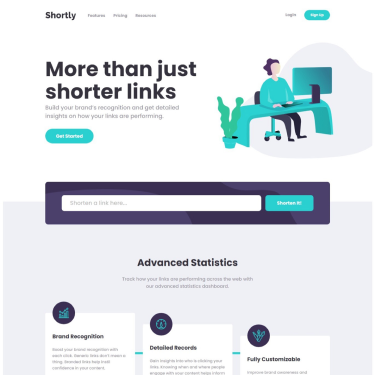 Shortly
Features Pricing Resources
Login
Sign Up
More than just
shorter links
Build your brand's recognition and get detailed
insights on how your links are performing.
Get Started
Shorten a link here...
Shorten It!
Advanced Statistics
Track how your links are performing across the web with
our advanced statistics dashboard.
Brand Recognition
Boost your brand recognition with
each click. Generic links don't mean a
thing. Branded links help instil
confidence in your content.
Detailed Records
Gain insights into who is clicking your
links. Knowing when and where people
engage with your content helps inform
Fully Customizable
Improve brand awareness and